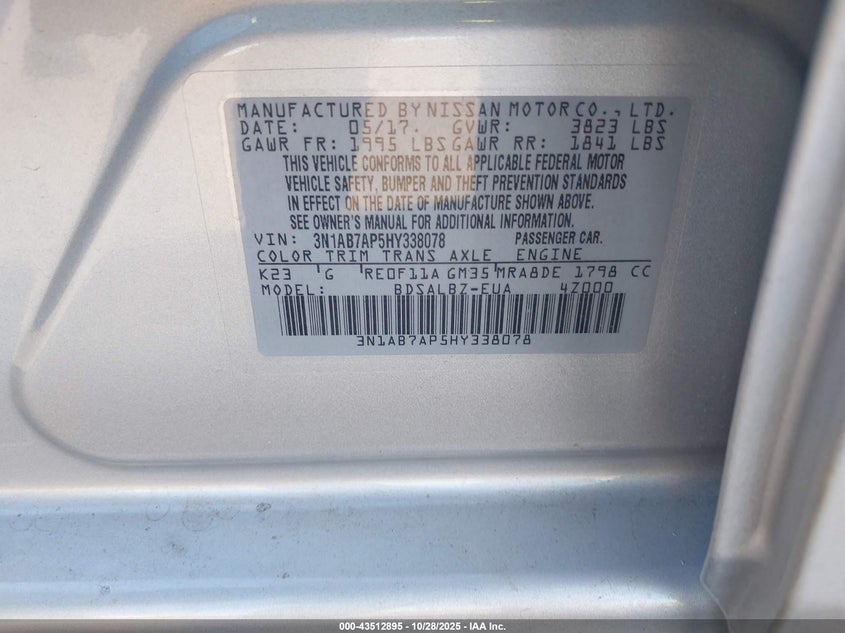 MANUFACTURED BY NISSAN MOTOR CO., LTD.
DATE: 05/17. GVWR: 3823 LBS
GAWR FR: 1995 LBS GAWR RR: 1841 LBS
THIS VEHICLE CONFORMS TO ALL APPLICABLE FEDERAL MOTOR
VEHICLE SAFETY, BUMPER AND THEFT PREVENTION STANDARDS
IN EFFECT ON THE DATE OF MANUFACTURE SHOWN ABOVE.
SEE OWNER'S MANUAL FOR ADDITIONAL INFORMATION.
VIN: 3N1AB7AP5HY338078 PASSENGER CAR.
COLOR TRIM TRANS AXLE ENGINE
K23 G RE0F11A GM35 MRA8DE 1798 CC
MODEL: BDSALBZ-EUA 4Z000
3N1AB7AP5HY338078
000-43512895 - 10/28/2025 - IAA Inc.